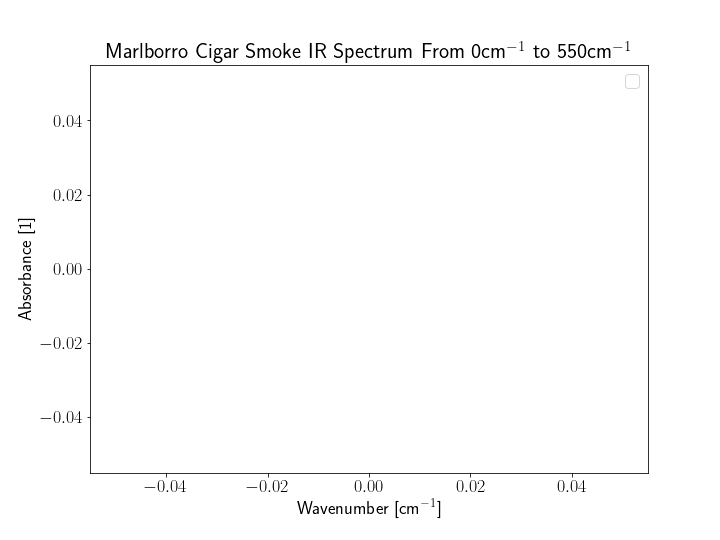 Marlborro Cigar Smoke IR Spectrum From 0cm⁻¹ to 550cm⁻¹
0.04
0.02
0.00
−0.02
−0.04
Absorbance [1]
−0.04 −0.02 0.00 0.02 0.04
Wavenumber [cm⁻¹]